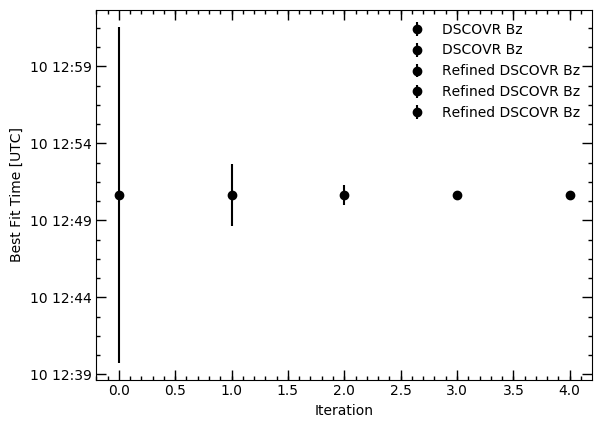 DSCOVR Bz
DSCOVR Bz
Refined DSCOVR Bz
Refined DSCOVR Bz
Refined DSCOVR Bz
10 12:59
10 12:54
10 12:49
10 12:44
10 12:39
Best Fit Time [UTC]
0.0 0.5 1.0 1.5 2.0 2.5 3.0 3.5 4.0
Iteration